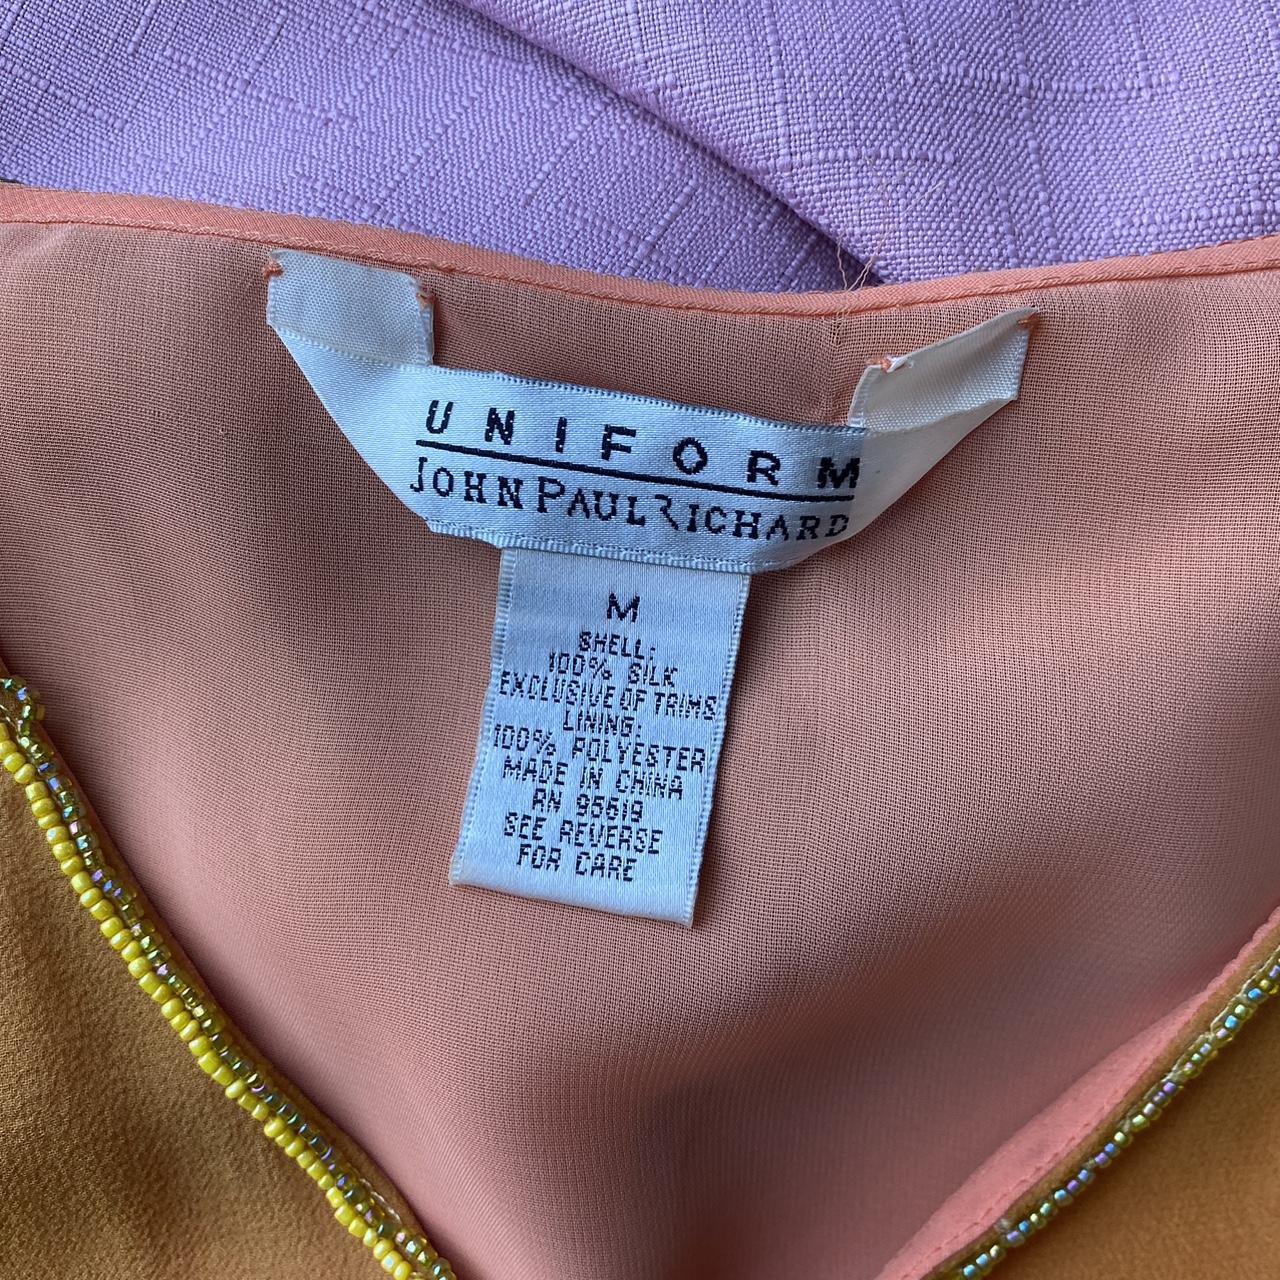 UNIFORM
JOHN PAUL RICHARD
M
SHELL:
100% SILK
EXCLUSIVE OF TRIMS
LINING:
100% POLYESTER
MADE IN CHINA
RN 95619
SEE REVERSE
FOR CARE